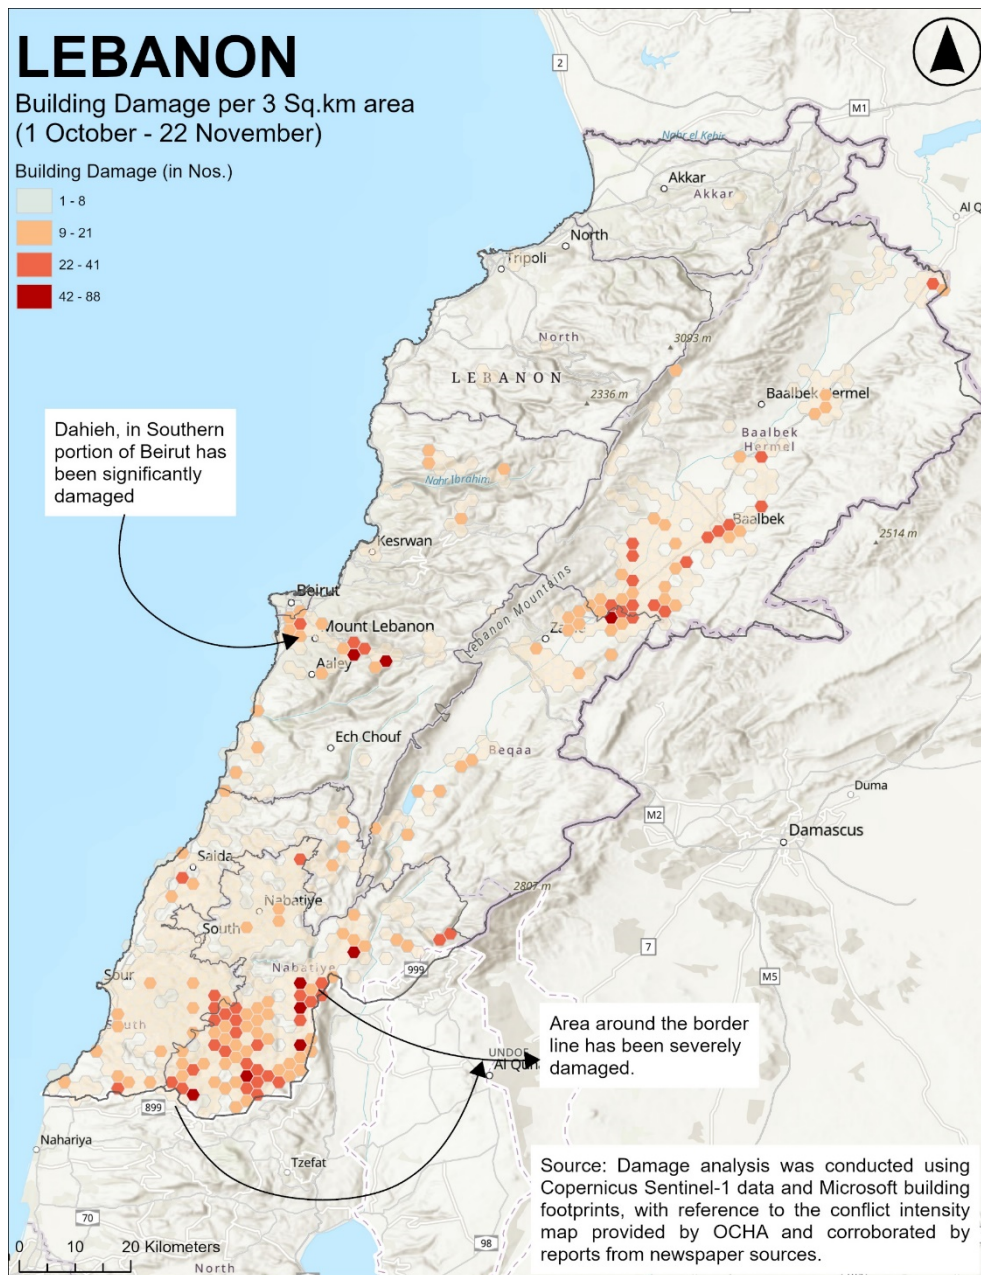 LEBANON
Building Damage per 3 Sq.km area
(1 October - 22 November)
Building Damage (in Nos.)
1 - 8
9 - 21
22 - 41
42 - 88
2
M1
Nahr el Kebir
Akkar
Akkar
Al Q
North
Tripoli
North
3093 m
LEBANON
2336 m
Baalbek Hermel
Baalbek
Hermel
Dahieh, in Southern
portion of Beirut has
been significantly
damaged
Nahr Ibrahim
Baalbek
2514 m
Kesrwan
Lebanon Mountains
Beirut
Mount Lebanon
Aaley
Ech Chouf
Beqaa
Duma
M2
Damascus
Saida
2807 m
Nabatiye
South
7
Nabatiye
999
M5
Sour
South
Area around the border
line has been severely
damaged.
UNDOF
899
Nahariya
Tzefat
Source: Damage analysis was conducted using
Copernicus Sentinel-1 data and Microsoft building
footprints, with reference to the conflict intensity
map provided by OCHA and corroborated by
reports from newspaper sources.
70
98
0 10 20 Kilometers
North